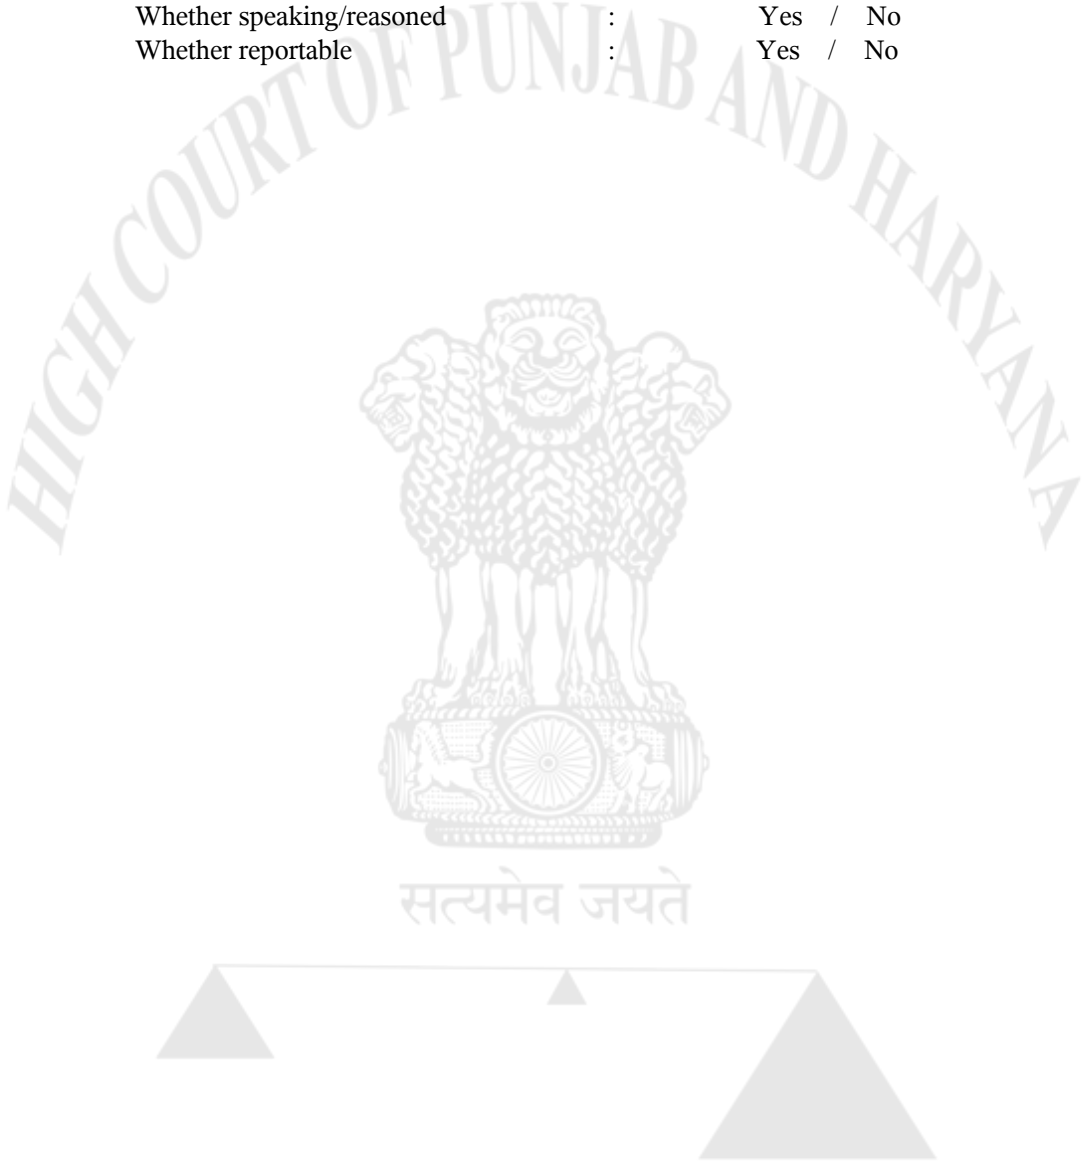 Whether speaking/reasoned : Yes / No
Whether reportable : Yes / No
HIGH COURT OF PUNJAB AND HARYANA
सत्यमेव जयते